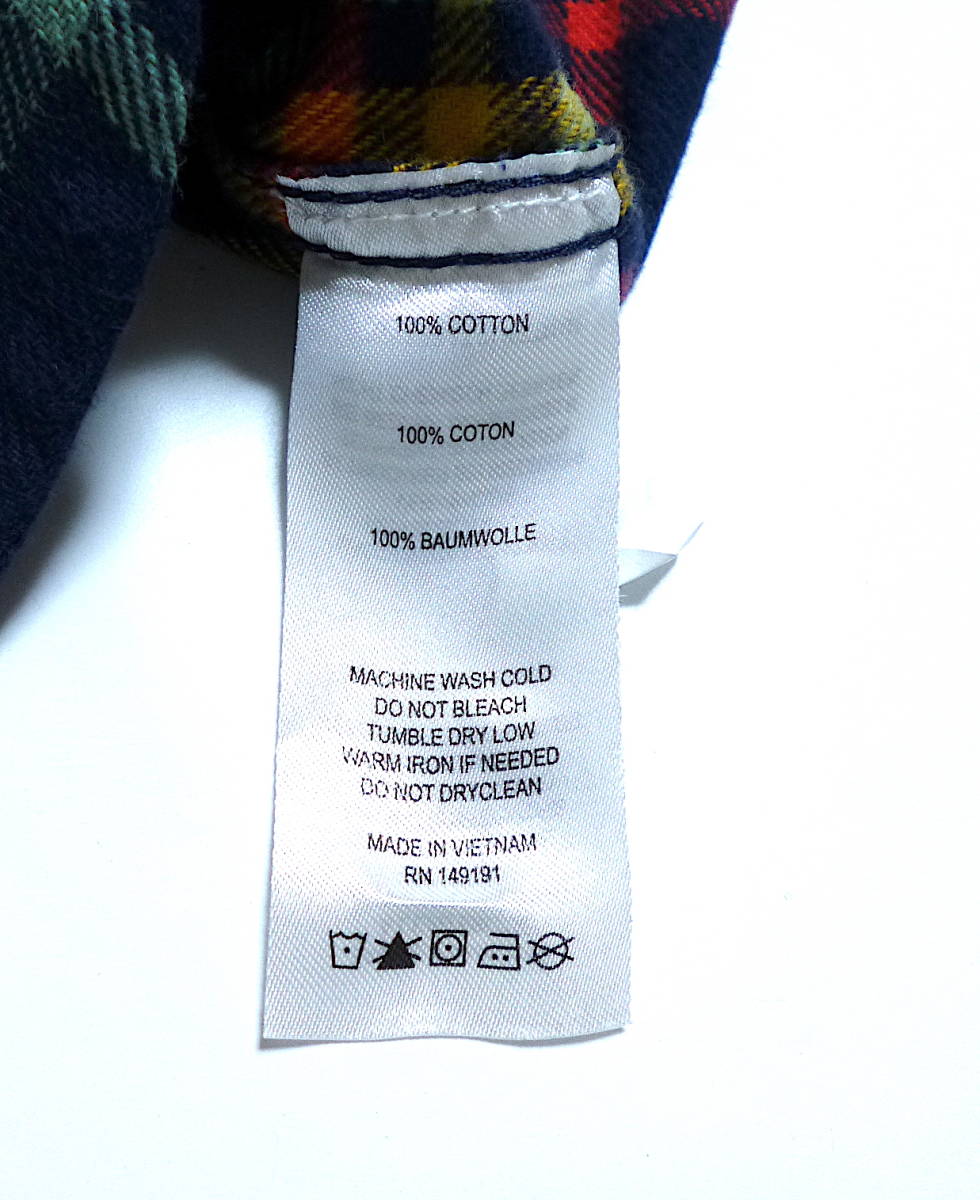 100% COTTON
100% COTON
100% BAUMWOLLE
MACHINE WASH COLD
DO NOT BLEACH
TUMBLE DRY LOW
WARM IRON IF NEEDED
DO NOT DRYCLEAN
MADE IN VIETNAM
RN 149191